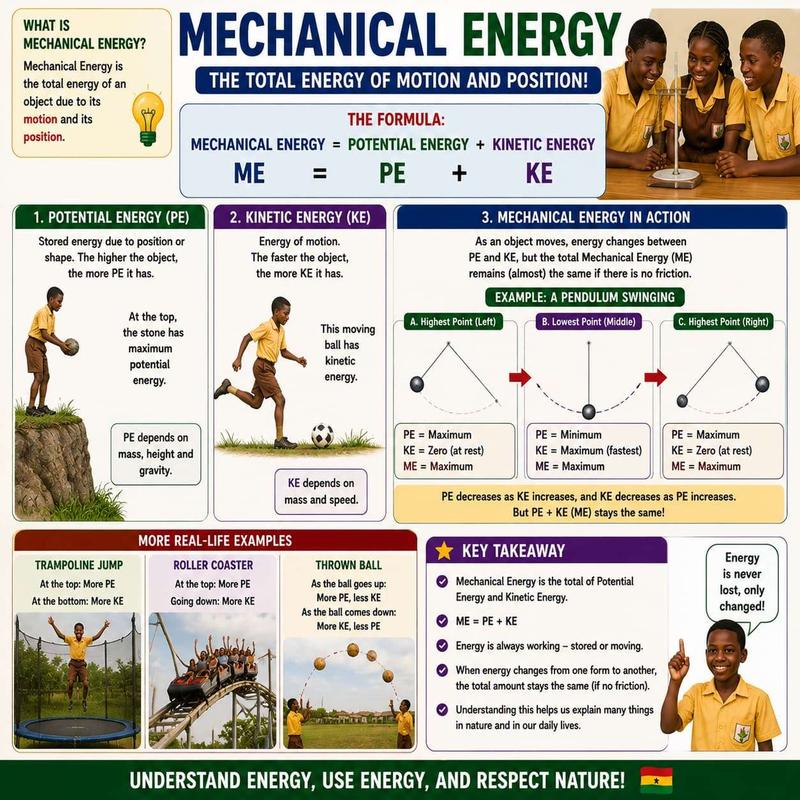 WHAT IS
MECHANICAL ENERGY?
Mechanical Energy is
the total energy of an
object due to its
motion and its
position.
MECHANICAL ENERGY
THE TOTAL ENERGY OF MOTION AND POSITION!
THE FORMULA:
MECHANICAL ENERGY = POTENTIAL ENERGY + KINETIC ENERGY
ME = PE + KE
1. POTENTIAL ENERGY (PE)
Stored energy due to position or
shape. The higher the object,
the more PE it has.
At the top,
the stone has
maximum
potential
energy.
PE depends on
mass, height and
gravity.
2. KINETIC ENERGY (KE)
Energy of motion.
The faster the object,
the more KE it has.
This moving
ball has
kinetic
energy.
KE depends on
mass and speed.
3. MECHANICAL ENERGY IN ACTION
As an object moves, energy changes between
PE and KE, but the total Mechanical Energy (ME)
remains (almost) the same if there is no friction.
EXAMPLE: A PENDULUM SWINGING
A. Highest Point (Left)
PE = Maximum
KE = Zero (at rest)
ME = Maximum
B. Lowest Point (Middle)
PE = Minimum
KE = Maximum (fastest)
ME = Maximum
C. Highest Point (Right)
PE = Maximum
KE = Zero (at rest)
ME = Maximum
PE decreases as KE increases, and KE decreases as PE increases.
But PE + KE (ME) stays the same!
MORE REAL-LIFE EXAMPLES
TRAMPOLINE JUMP
At the top: More PE
At the bottom: More KE
ROLLER COASTER
At the top: More PE
Going down: More KE
THROWN BALL
As the ball goes up:
More PE, less KE
As the ball comes down:
More KE, less PE
KEY TAKEAWAY
Mechanical Energy is the total of Potential
Energy and Kinetic Energy.
ME = PE + KE
Energy is always working – stored or moving.
When energy changes from one form to another,
the total amount stays the same (if no friction).
Understanding this helps us explain many things
in nature and in our daily lives.
Energy
is never
lost, only
changed!
UNDERSTAND ENERGY, USE ENERGY, AND RESPECT NATURE!